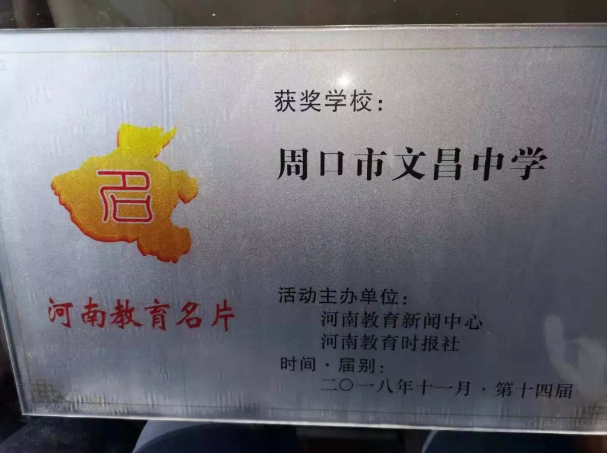 获奖学校：
周口市文昌中学
名
河南教育名片
活动主办单位：
河南教育新闻中心
河南教育时报社
时间·届别：
二〇一八年十一月·第十四届